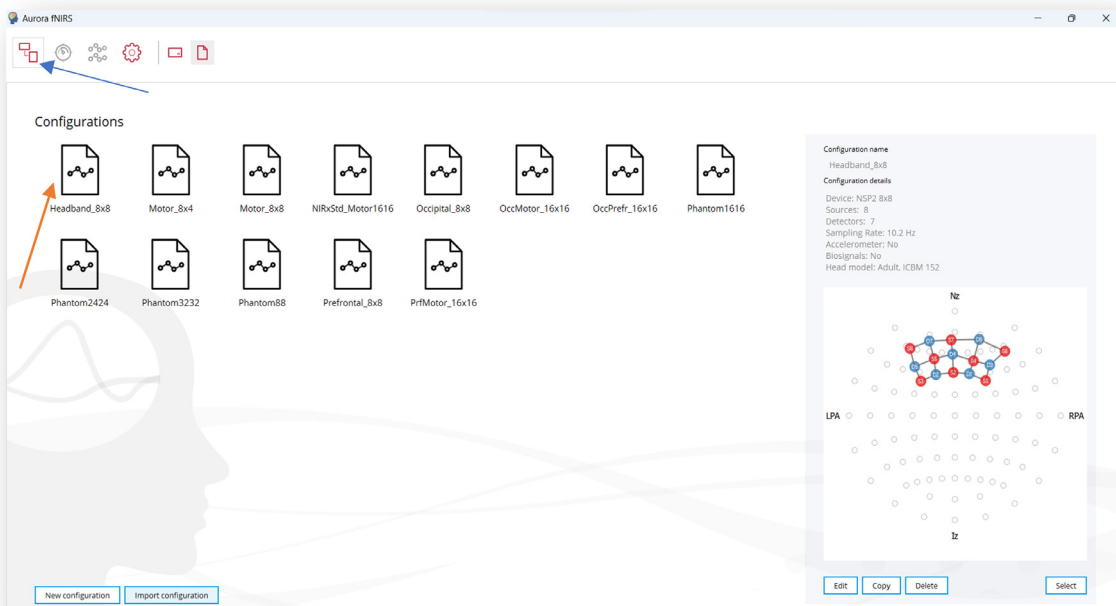 Aurora fNIRS
Configurations
Headband_8x8
Motor_8x4
Motor_8x8
NIRxStd_Motor1616
Occipital_8x8
OccMotor_16x16
OccPrefr_16x16
Phantom1616
Phantom2424
Phantom3232
Phantom88
Prefrontal_8x8
PrfMotor_16x16
Configuration name
Headband_8x8
Configuration details
Device: NSP2 8x8
Sources: 8
Detectors: 7
Sampling Rate: 10.2 Hz
Accelerometer: No
Biosignals: No
Head model: Adult, ICBM 152
Nz
LPA
RPA
Iz
Edit
Copy
Delete
Select
New configuration
Import configuration